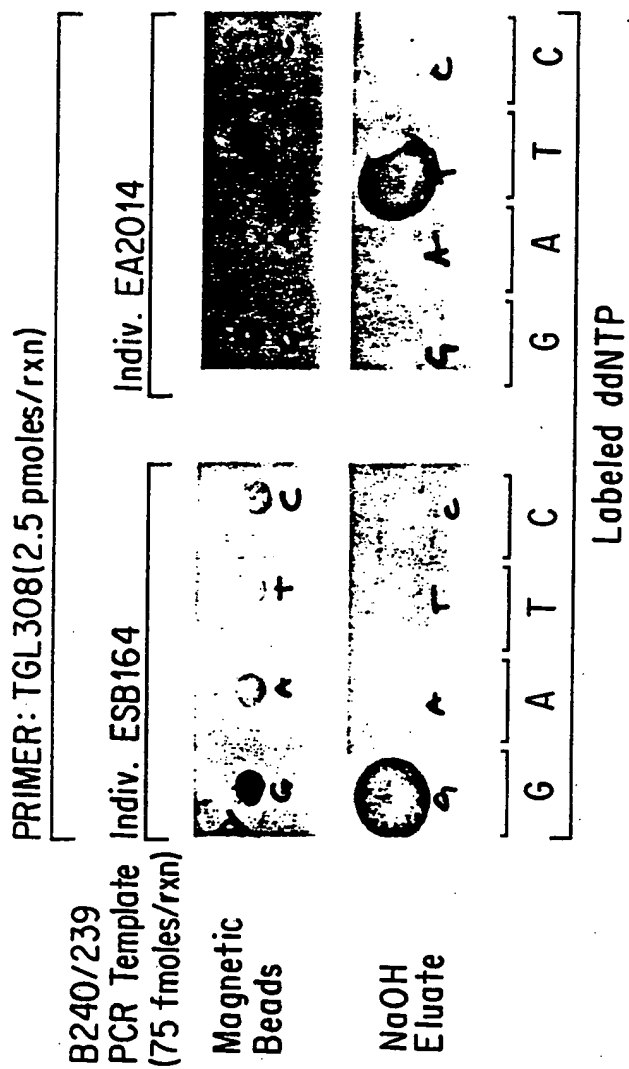 PRIMER: TGL308(2.5 pmoles/rxn)
B240/239
PCR Template
(75 fmoles/rxn)
Indiv. ESB164
Indiv. EA2014
Magnetic
Beads
G A T C
NaOH
Eluate
G A T C
G A T C
T C
G A T C
G A T C
Labeled ddNTP